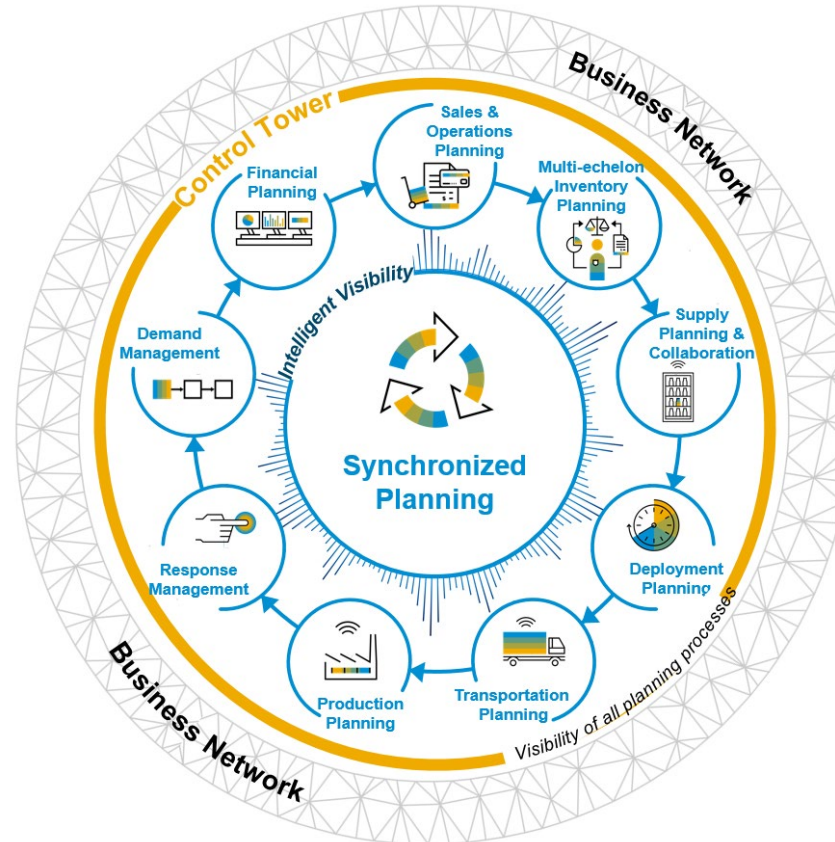 Business Network
Control Tower
Sales &
Operations
Planning
Financial
Planning
Multi-echelon
Inventory
Planning
Intelligent Visibility
Demand
Management
Supply
Planning &
Collaboration
Synchronized
Planning
Response
Management
Deployment
Planning
Production
Planning
Transportation
Planning
Visibility of all planning processes
Business Network